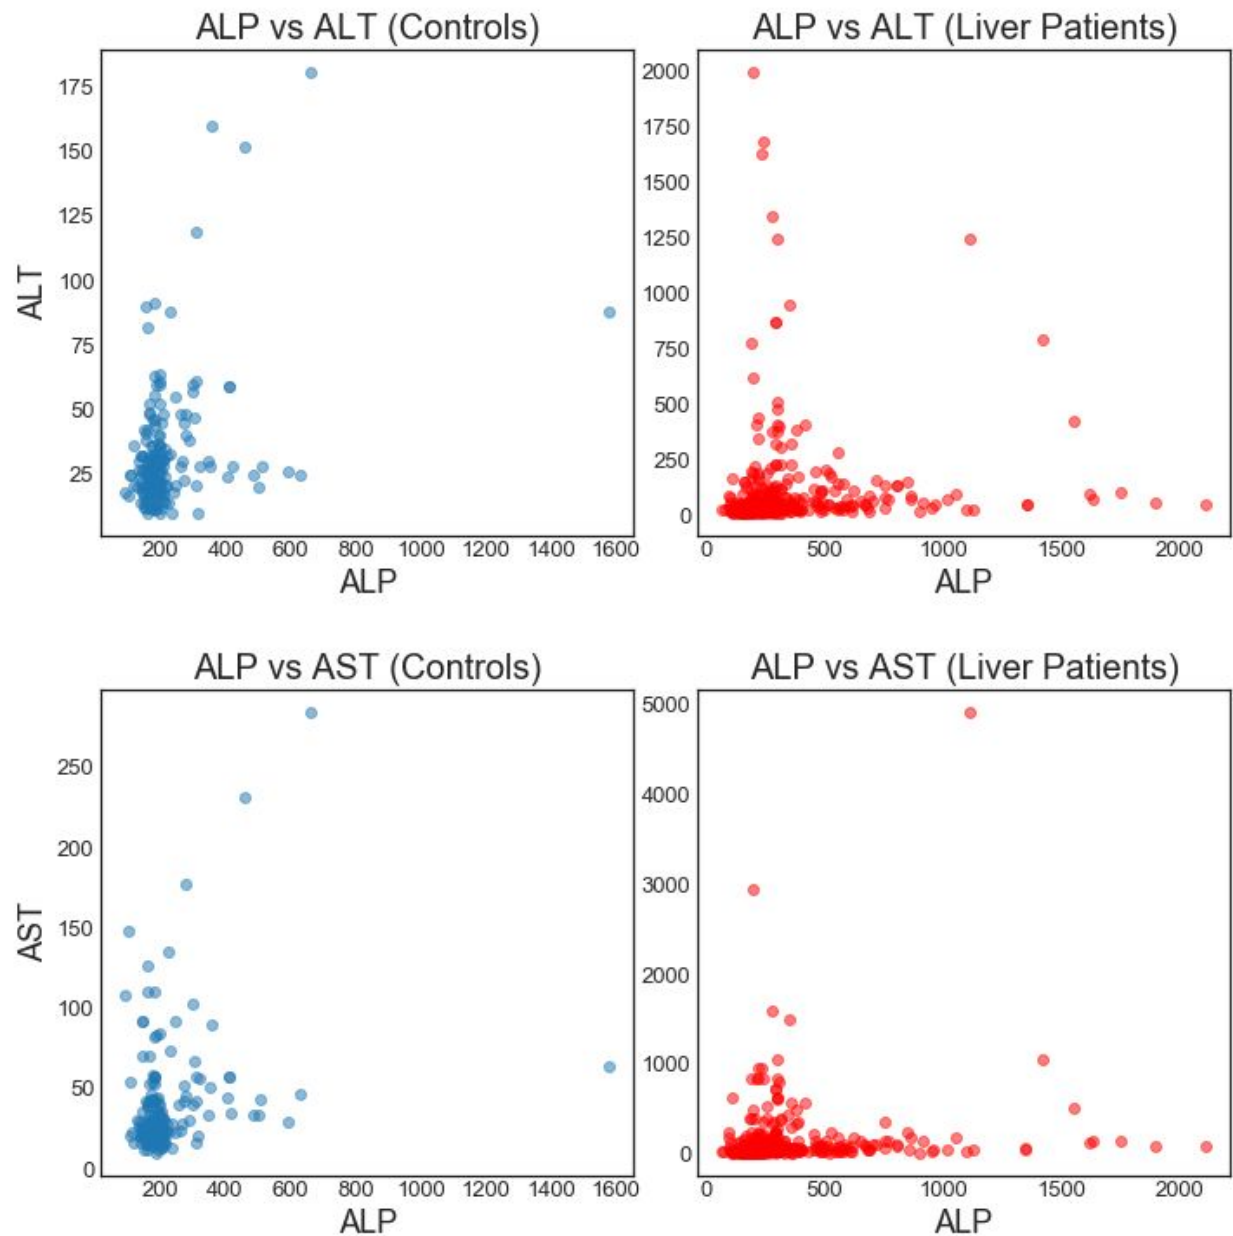 ALP vs ALT (Controls)
ALT
175
150
125
100
75
50
25
200 400 600 800 1000 1200 1400 1600
ALP
ALP vs ALT (Liver Patients)
2000
1750
1500
1250
1000
750
500
250
0
0 500 1000 1500 2000
ALP
ALP vs AST (Controls)
AST
250
200
150
100
50
0
200 400 600 800 1000 1200 1400 1600
ALP
ALP vs AST (Liver Patients)
5000
4000
3000
2000
1000
0
0 500 1000 1500 2000
ALP